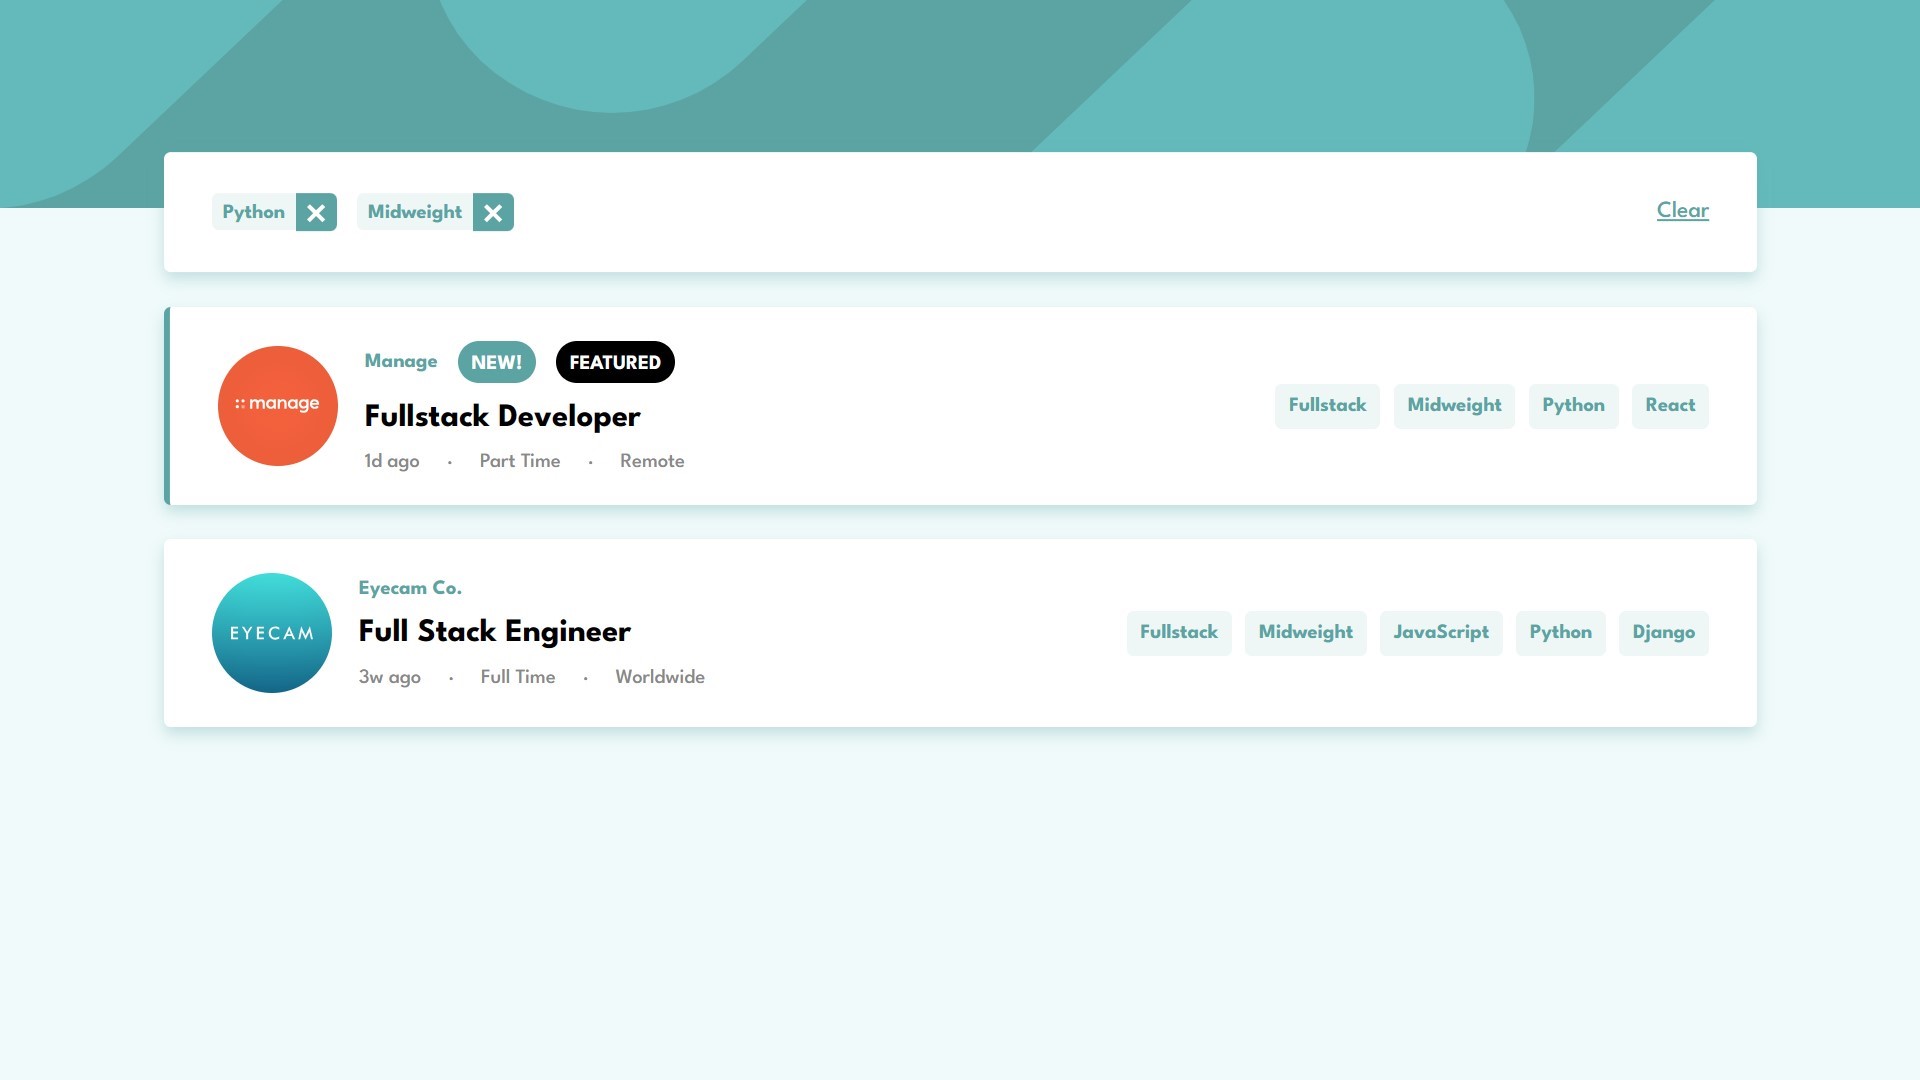 Python Midweight Clear
manage
Manage NEW! FEATURED
Fullstack Developer
1d ago · Part Time · Remote
Fullstack Midweight Python React
EYECAM
Eyecam Co.
Full Stack Engineer
3w ago · Full Time · Worldwide
Fullstack Midweight JavaScript Python Django